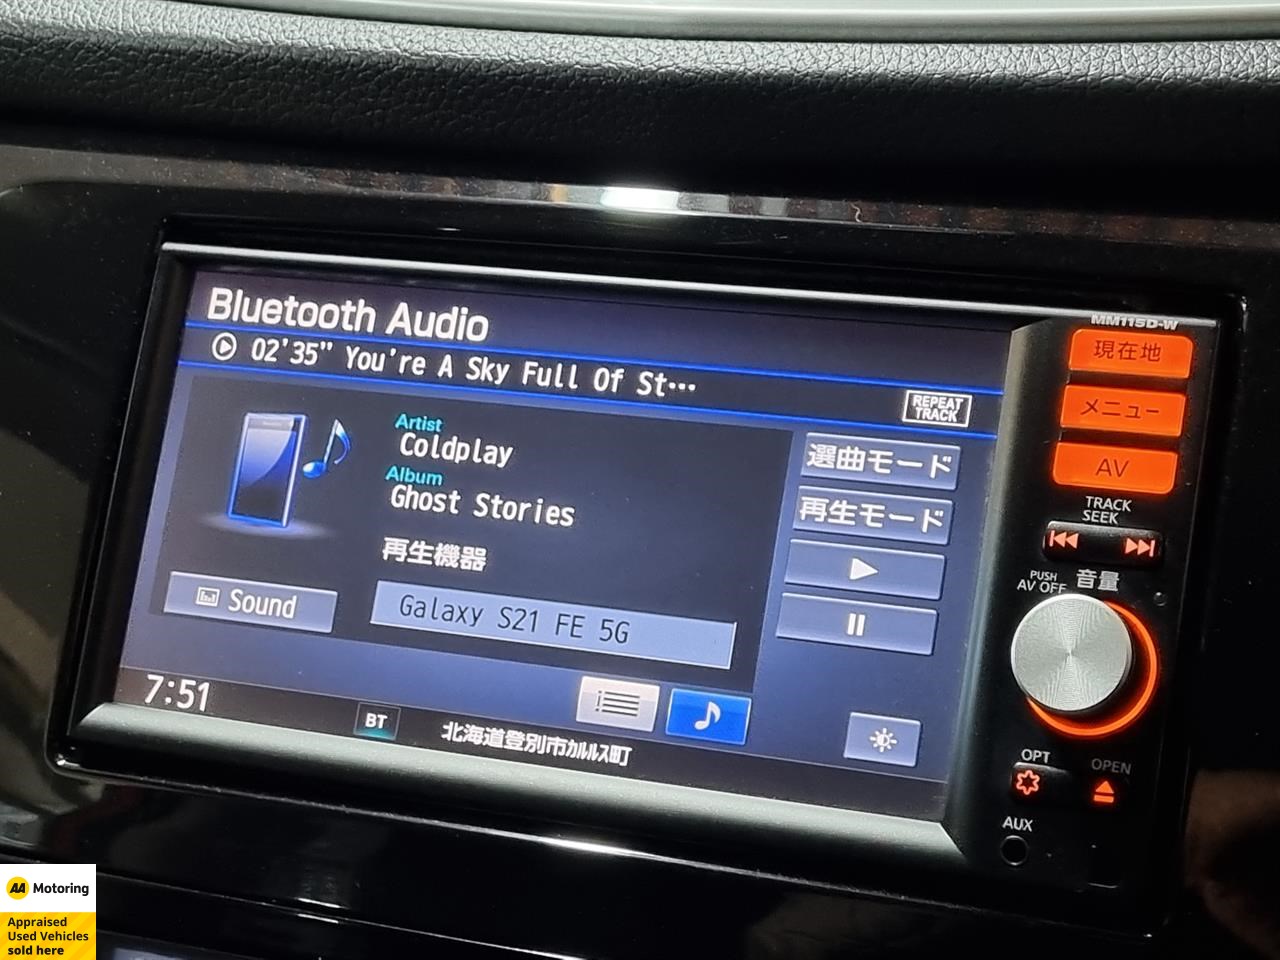 MM115D-W
Bluetooth Audio
02'35" You're A Sky Full Of St…
REPEAT
TRACK
Artist
Coldplay
Album
Ghost Stories
再生機器
Galaxy S21 FE 5G
Sound
選曲モード
再生モード
7:51
BT
北海道登別市ｶﾙﾙｽ町
現在地
メニュー
AV
TRACK
SEEK
PUSH
AV OFF
音量
OPT
OPEN
AUX
AA Motoring
Appraised
Used Vehicles
sold here